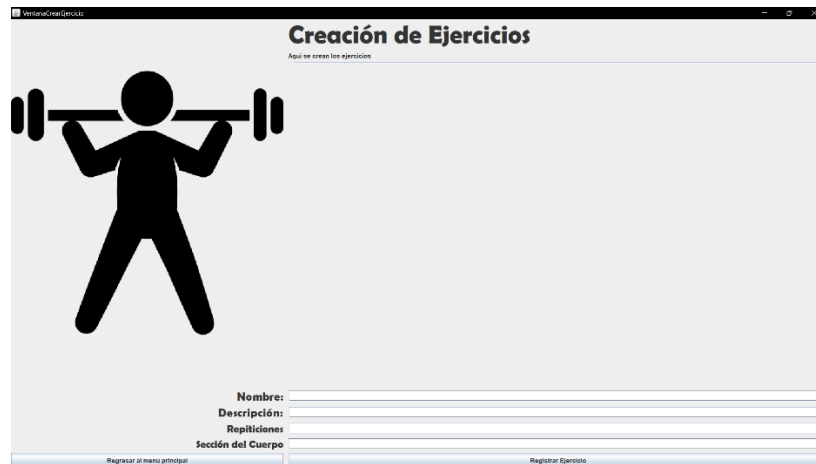 VentanaCrearEjercicio
Creación de Ejercicios
Aqui se crean los ejercicios
Nombre:
Descripción:
Repiticiones
Sección del Cuerpo
Regresar al menú principal
Registrar Ejercicio